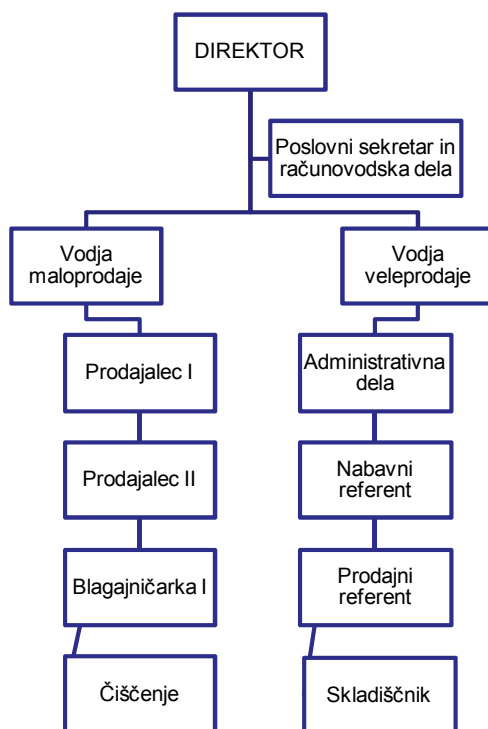 DIREKTOR
Poslovni sekretar in
računovodska dela
Vodja
maloprodaje
Vodja
veleprodaje
Prodajalec I
Administrativna
dela
Prodajalec II
Nabavni
referent
Blagajničarka I
Prodajni
referent
Čiščenje
Skladiščnik